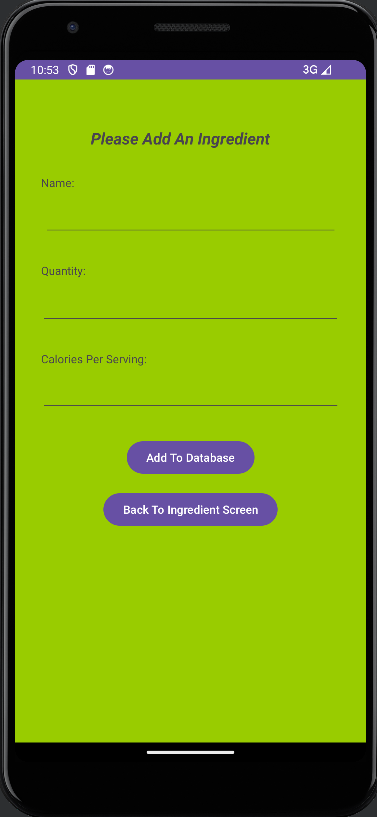 10:53
3G
Please Add An Ingredient
Name:
Quantity:
Calories Per Serving:
Add To Database
Back To Ingredient Screen